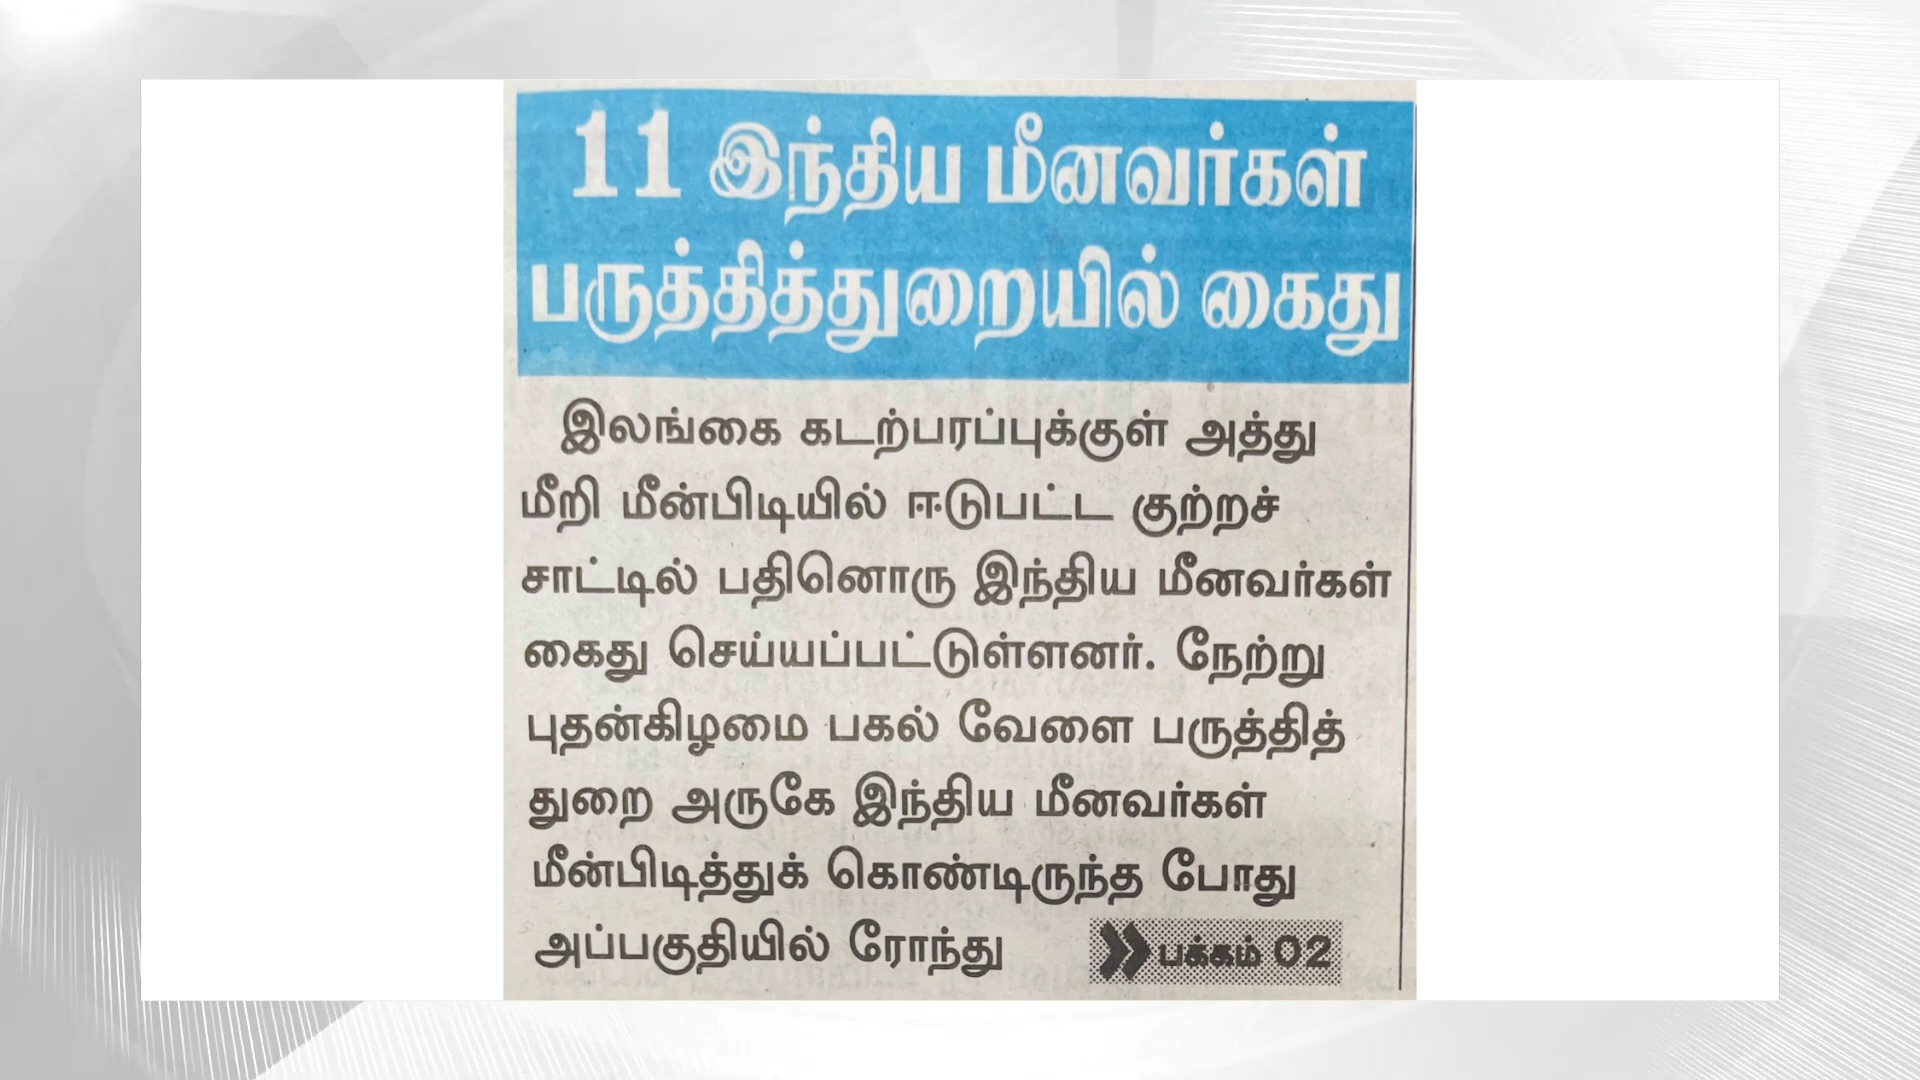 11 இந்திய மீனவர்கள்
பருத்தித்துறையில் கைது
இலங்கை கடற்பரப்புக்குள் அத்து
மீறி மீன்பிடியில் ஈடுபட்ட குற்றச்
சாட்டில் பதினொரு இந்திய மீனவர்கள்
கைது செய்யப்பட்டுள்ளனர். நேற்று
புதன்கிழமை பகல் வேளை பருத்தித்
துறை அருகே இந்திய மீனவர்கள்
மீன்பிடித்துக் கொண்டிருந்த போது
அப்பகுதியில் ரோந்து
பக்கம் 02